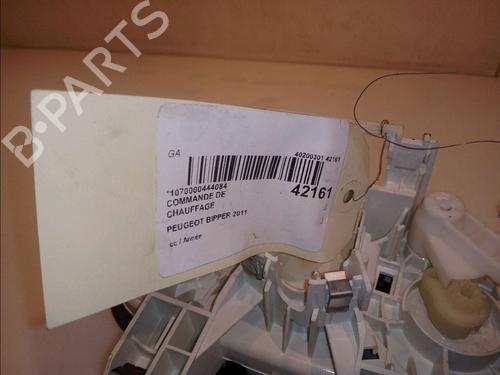 B-PARTS
GA
40200301 42161
*1070000444084
42161
COMMANDE DE
CHAUFFAGE
PEUGEOT BIPPER 2011
cc / Année